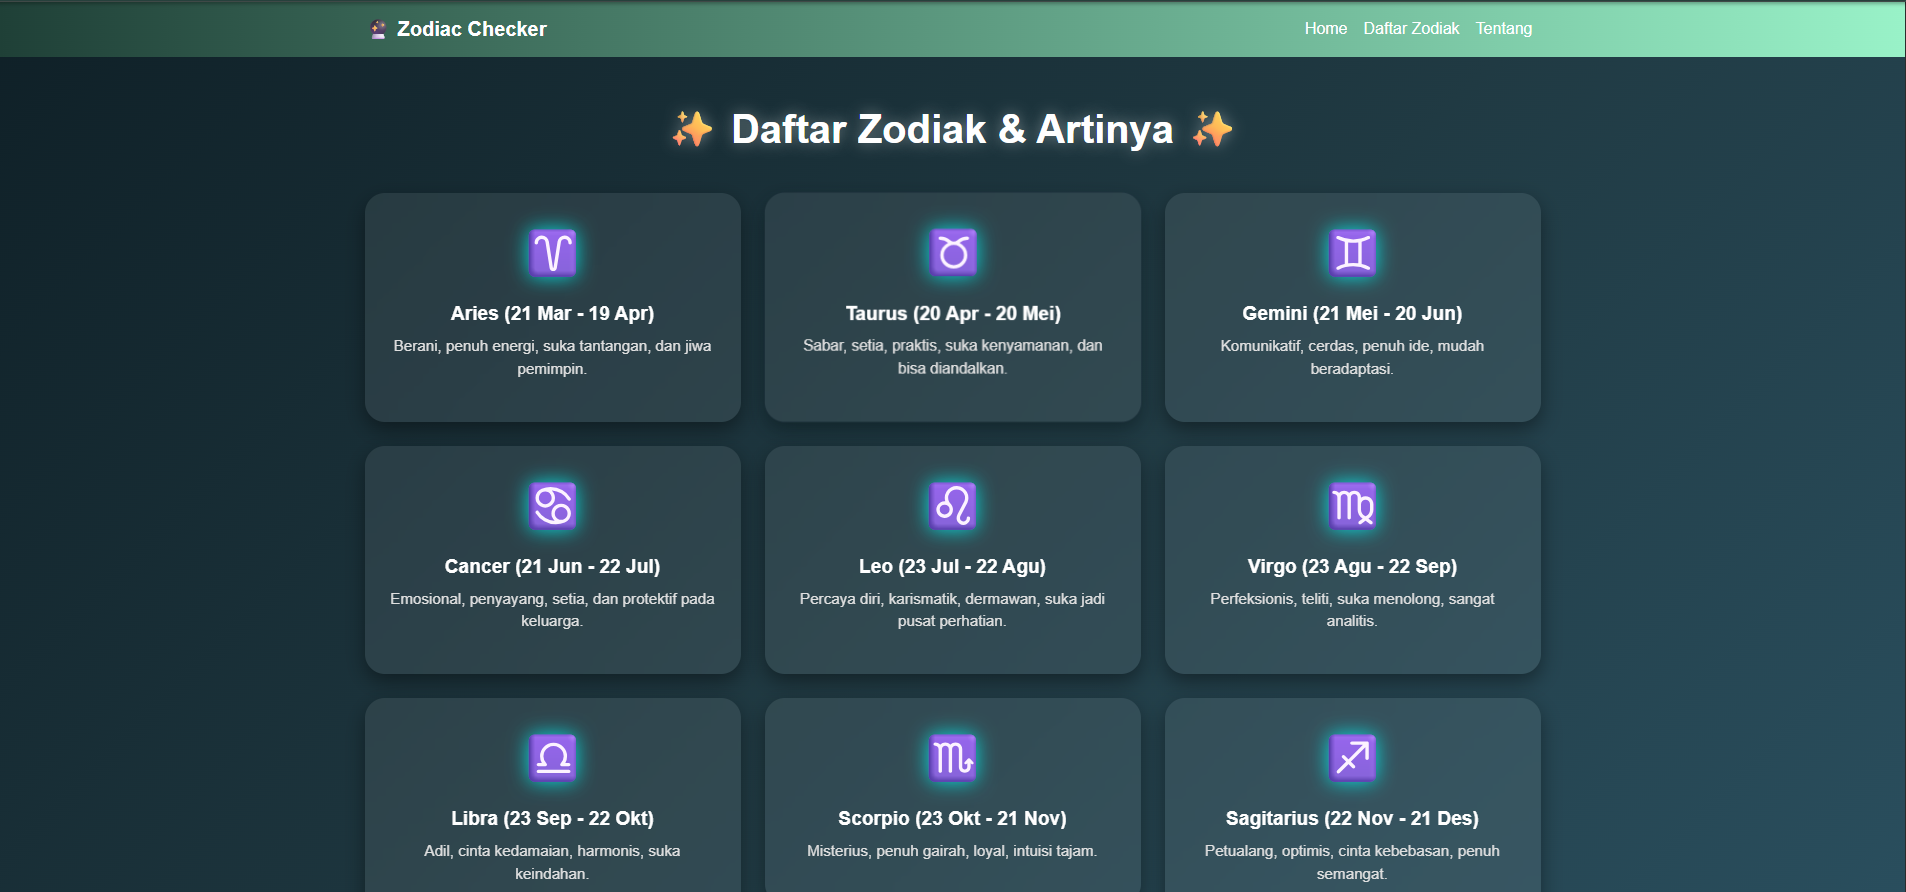 🔮 Zodiac Checker
Home Daftar Zodiak Tentang
✨ Daftar Zodiak & Artinya ✨
♈
Aries (21 Mar - 19 Apr)
Berani, penuh energi, suka tantangan, dan jiwa
pemimpin.
♉
Taurus (20 Apr - 20 Mei)
Sabar, setia, praktis, suka kenyamanan, dan
bisa diandalkan.
♊
Gemini (21 Mei - 20 Jun)
Komunikatif, cerdas, penuh ide, mudah
beradaptasi.
♋
Cancer (21 Jun - 22 Jul)
Emosional, penyayang, setia, dan protektif pada
keluarga.
♌
Leo (23 Jul - 22 Agu)
Percaya diri, karismatik, dermawan, suka jadi
pusat perhatian.
♍
Virgo (23 Agu - 22 Sep)
Perfeksionis, teliti, suka menolong, sangat
analitis.
♎
Libra (23 Sep - 22 Okt)
Adil, cinta kedamaian, harmonis, suka
keindahan.
♏
Scorpio (23 Okt - 21 Nov)
Misterius, penuh gairah, loyal, intuisi tajam.
♐
Sagitarius (22 Nov - 21 Des)
Petualang, optimis, cinta kebebasan, penuh
semangat.